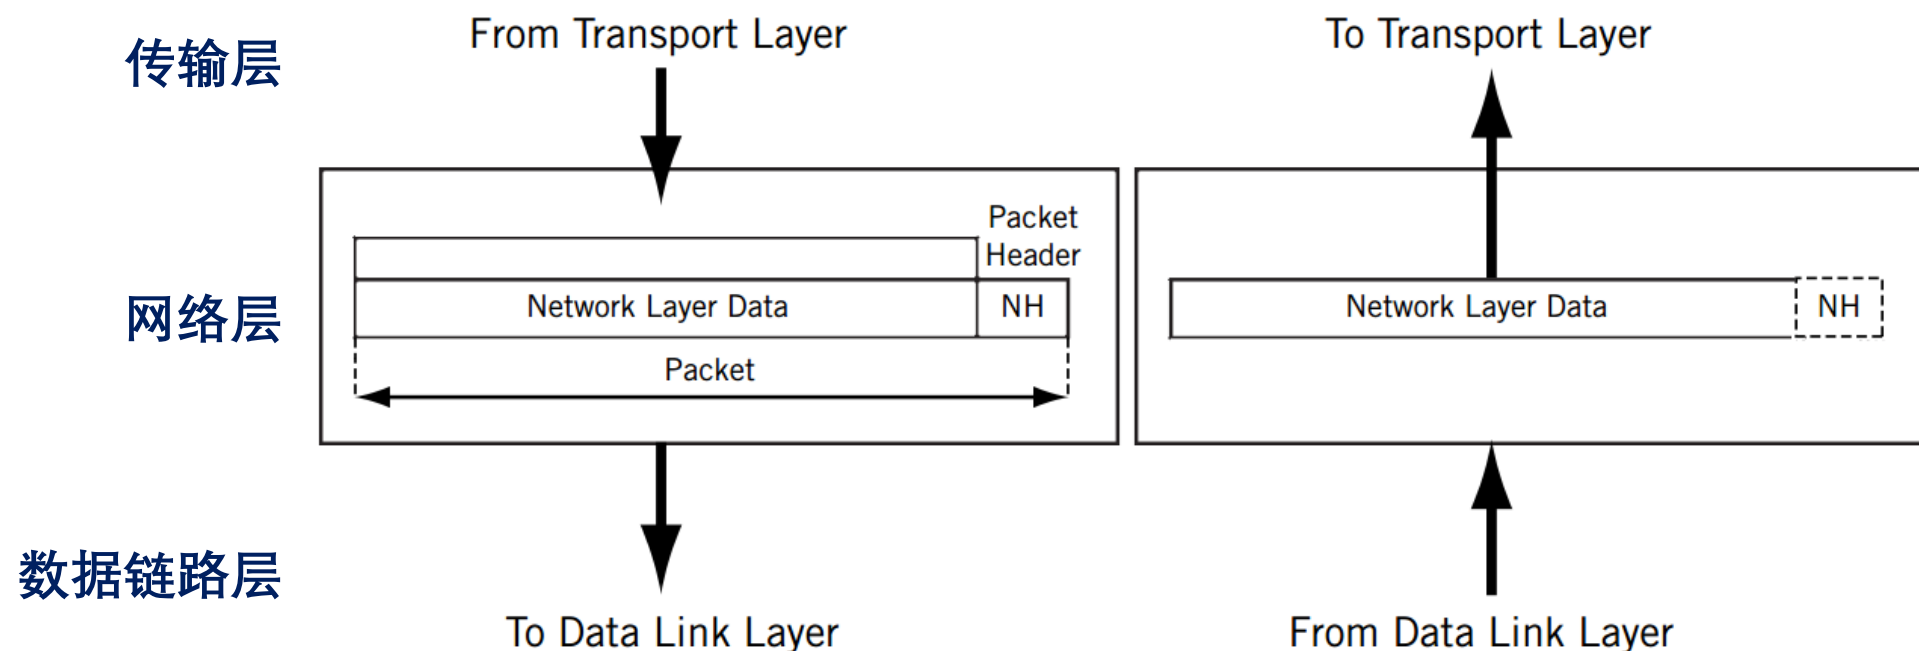 From Transport Layer
To Transport Layer
传输层
Packet
Header
网络层
Network Layer Data
NH
Network Layer Data
NH
Packet
数据链路层
To Data Link Layer
From Data Link Layer